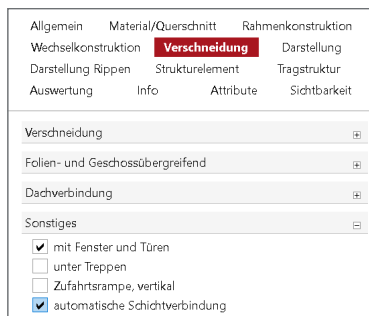 Allgemein Material/Querschnitt Rahmenkonstruktion
Wechselkonstruktion Verschneidung Darstellung
Darstellung Rippen Strukturelement Tragstruktur
Auswertung Info Attribute Sichtbarkeit
Verschneidung
Folien- und Geschossübergreifend
Dachverbindung
Sonstiges
mit Fenster und Türen
unter Treppen
Zufahrtsrampe, vertikal
automatische Schichtverbindung